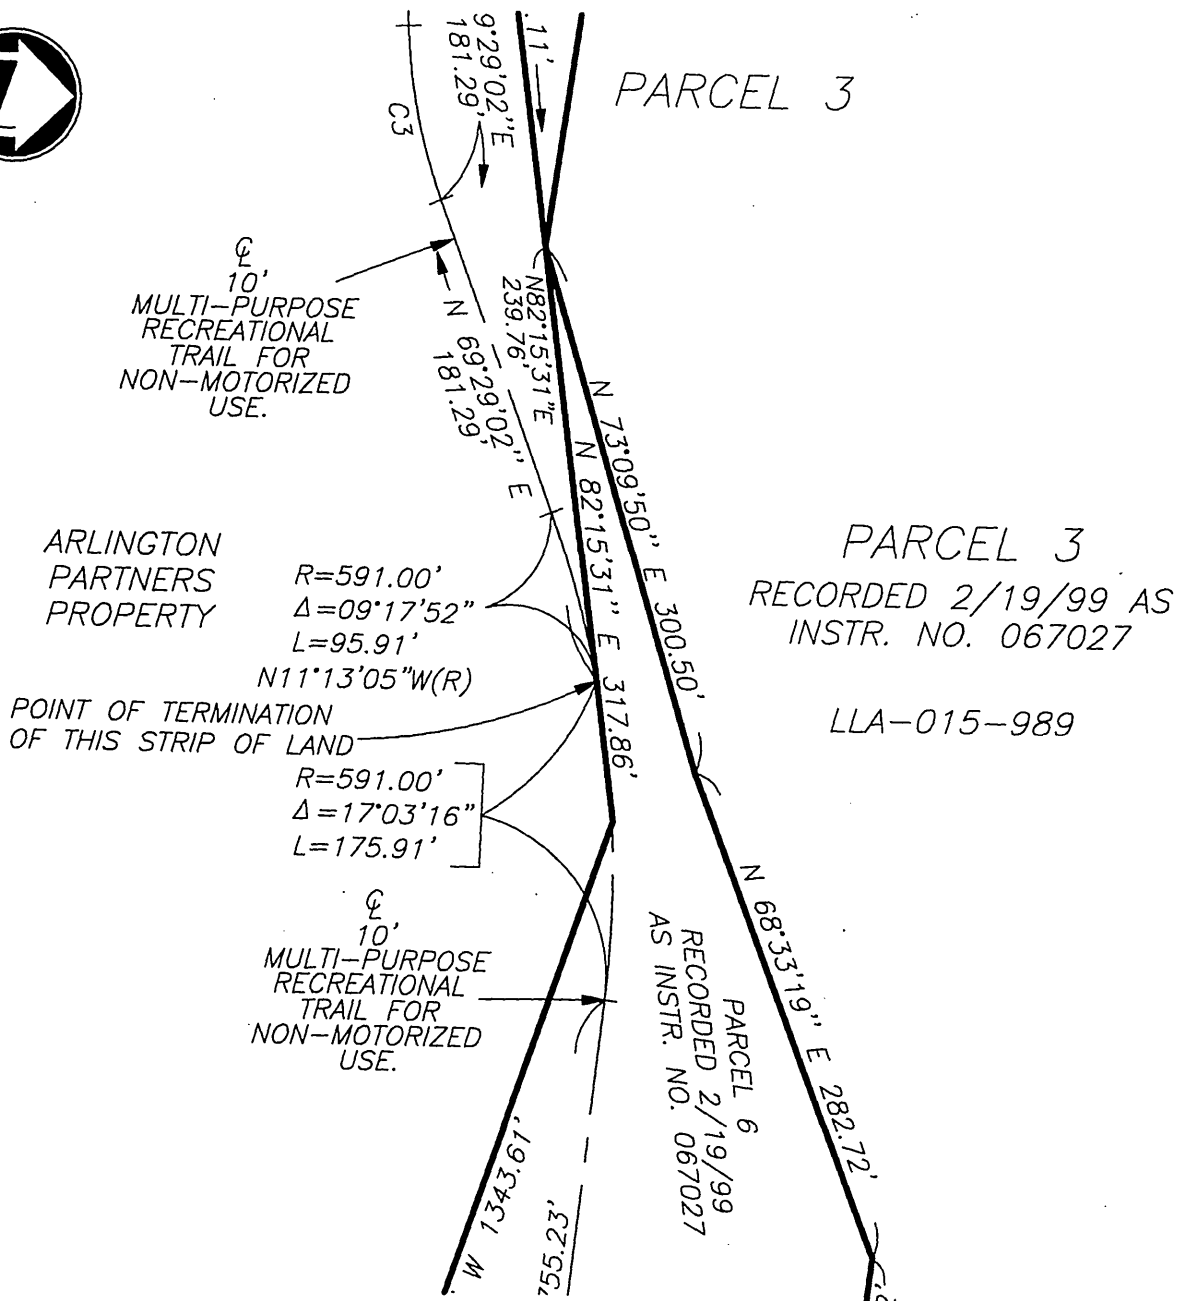 PARCEL 3
.11'
9°29'02"E
181.29'
C3
℄
10'
MULTI-PURPOSE
RECREATIONAL
TRAIL FOR
NON-MOTORIZED
USE.
N82°15'31"E
239.76'
N 69°29'02" E
181.29'
N 73°09'50" E 300.50'
N 82°15'31" E 317.86'
ARLINGTON
PARTNERS
PROPERTY
R=591.00'
Δ=09°17'52"
L=95.91'
N11°13'05"W(R)
PARCEL 3
RECORDED 2/19/99 AS
INSTR. NO. 067027
LLA-015-989
POINT OF TERMINATION
OF THIS STRIP OF LAND
R=591.00'
Δ=17°03'16"
L=175.91'
℄
10'
MULTI-PURPOSE
RECREATIONAL
TRAIL FOR
NON-MOTORIZED
USE.
N 68°33'19" E 282.72'
PARCEL 6
RECORDED 2/19/99
AS INSTR. NO. 067027
W 1343.61'
755.23'